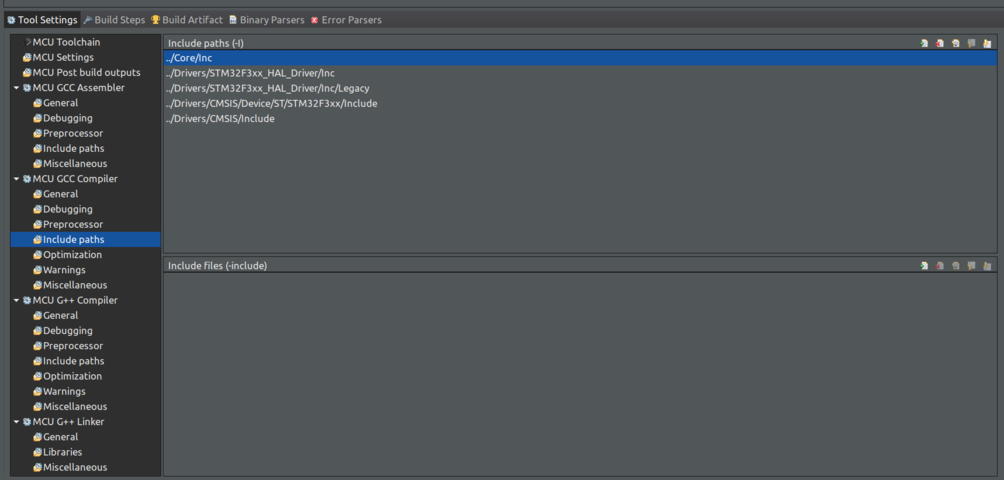 Tool Settings Build Steps Build Artifact Binary Parsers Error Parsers
MCU Toolchain
MCU Settings
MCU Post build outputs
MCU GCC Assembler
General
Debugging
Preprocessor
Include paths
Miscellaneous
MCU GCC Compiler
General
Debugging
Preprocessor
Include paths
Optimization
Warnings
Miscellaneous
MCU G++ Compiler
General
Debugging
Preprocessor
Include paths
Optimization
Warnings
Miscellaneous
MCU G++ Linker
General
Libraries
Miscellaneous
Include paths (-I)
../Core/Inc
../Drivers/STM32F3xx_HAL_Driver/Inc
../Drivers/STM32F3xx_HAL_Driver/Inc/Legacy
../Drivers/CMSIS/Device/ST/STM32F3xx/Include
../Drivers/CMSIS/Include
Include files (-include)